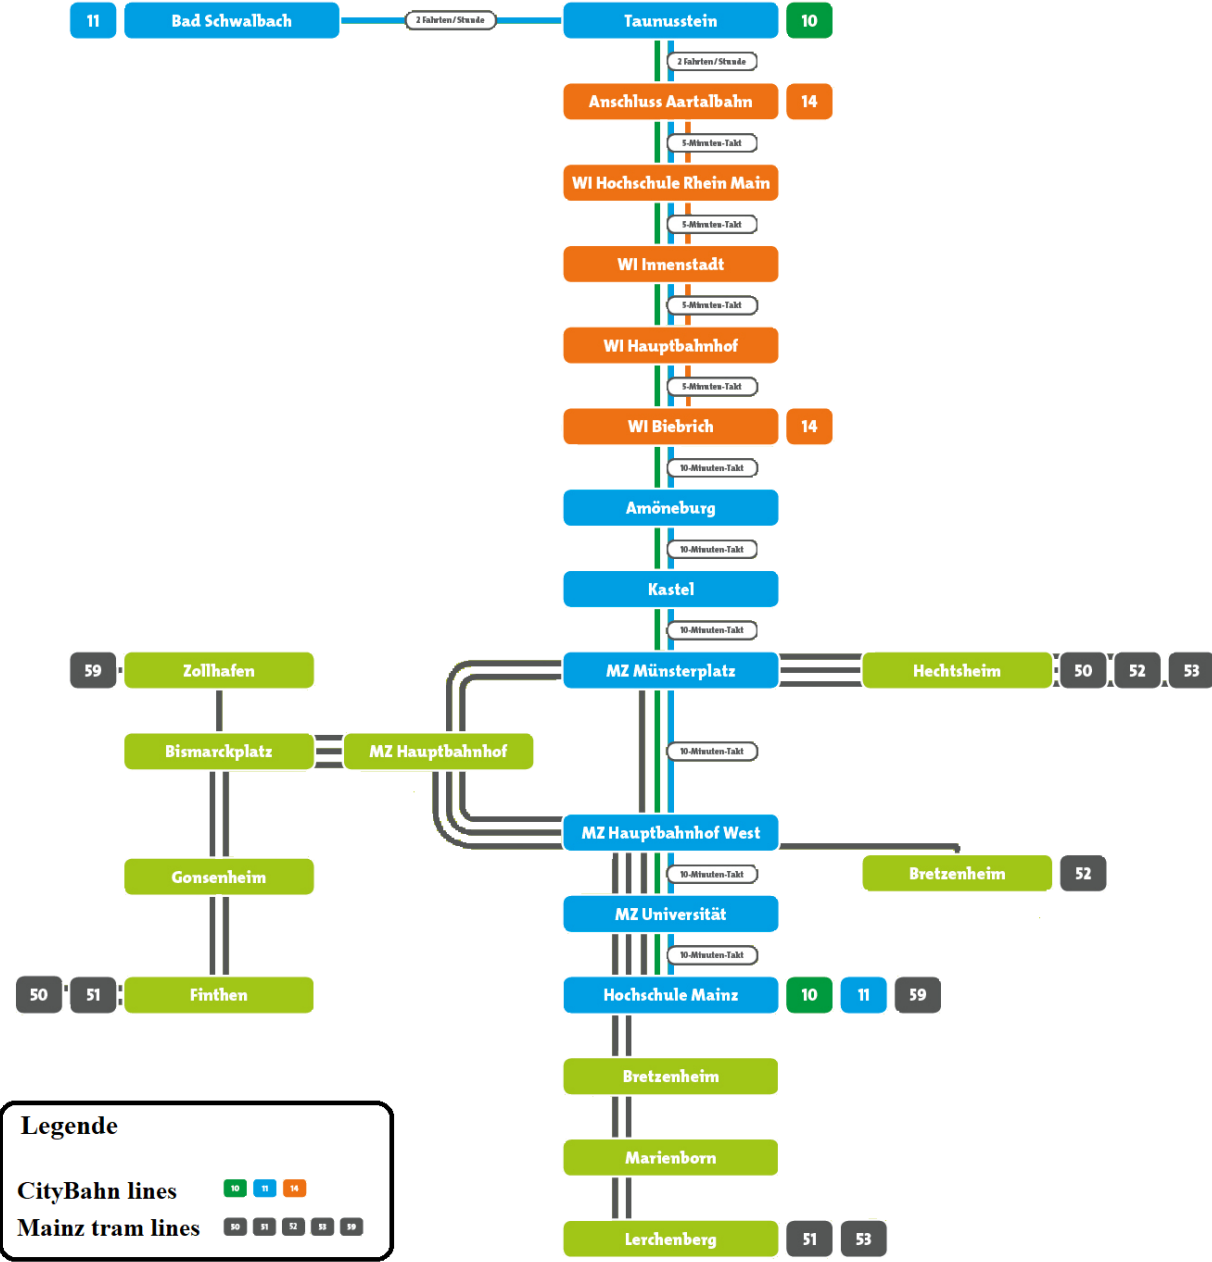 11 Bad Schwalbach 2 Fahrten/Stunde Taunusstein 10
2 Fahrten/Stunde
Anschluss Aartalbahn 14
5-Minuten-Takt
WI Hochschule Rhein Main
5-Minuten-Takt
WI Innenstadt
5-Minuten-Takt
WI Hauptbahnhof
5-Minuten-Takt
WI Biebrich 14
10-Minuten-Takt
Amöneburg
10-Minuten-Takt
Kastel
10-Minuten-Takt
59 Zollhafen MZ Münsterplatz Hechtsheim 50 52 53
Bismarckplatz MZ Hauptbahnhof 10-Minuten-Takt
MZ Hauptbahnhof West
Gonsenheim 10-Minuten-Takt Bretzenheim 52
MZ Universität
10-Minuten-Takt
50 51 Finthen Hochschule Mainz 10 11 59
Bretzenheim
Marienborn
Lerchenberg 51 53
Legende
CityBahn lines 10 11 14
Mainz tram lines 50 51 52 53 59